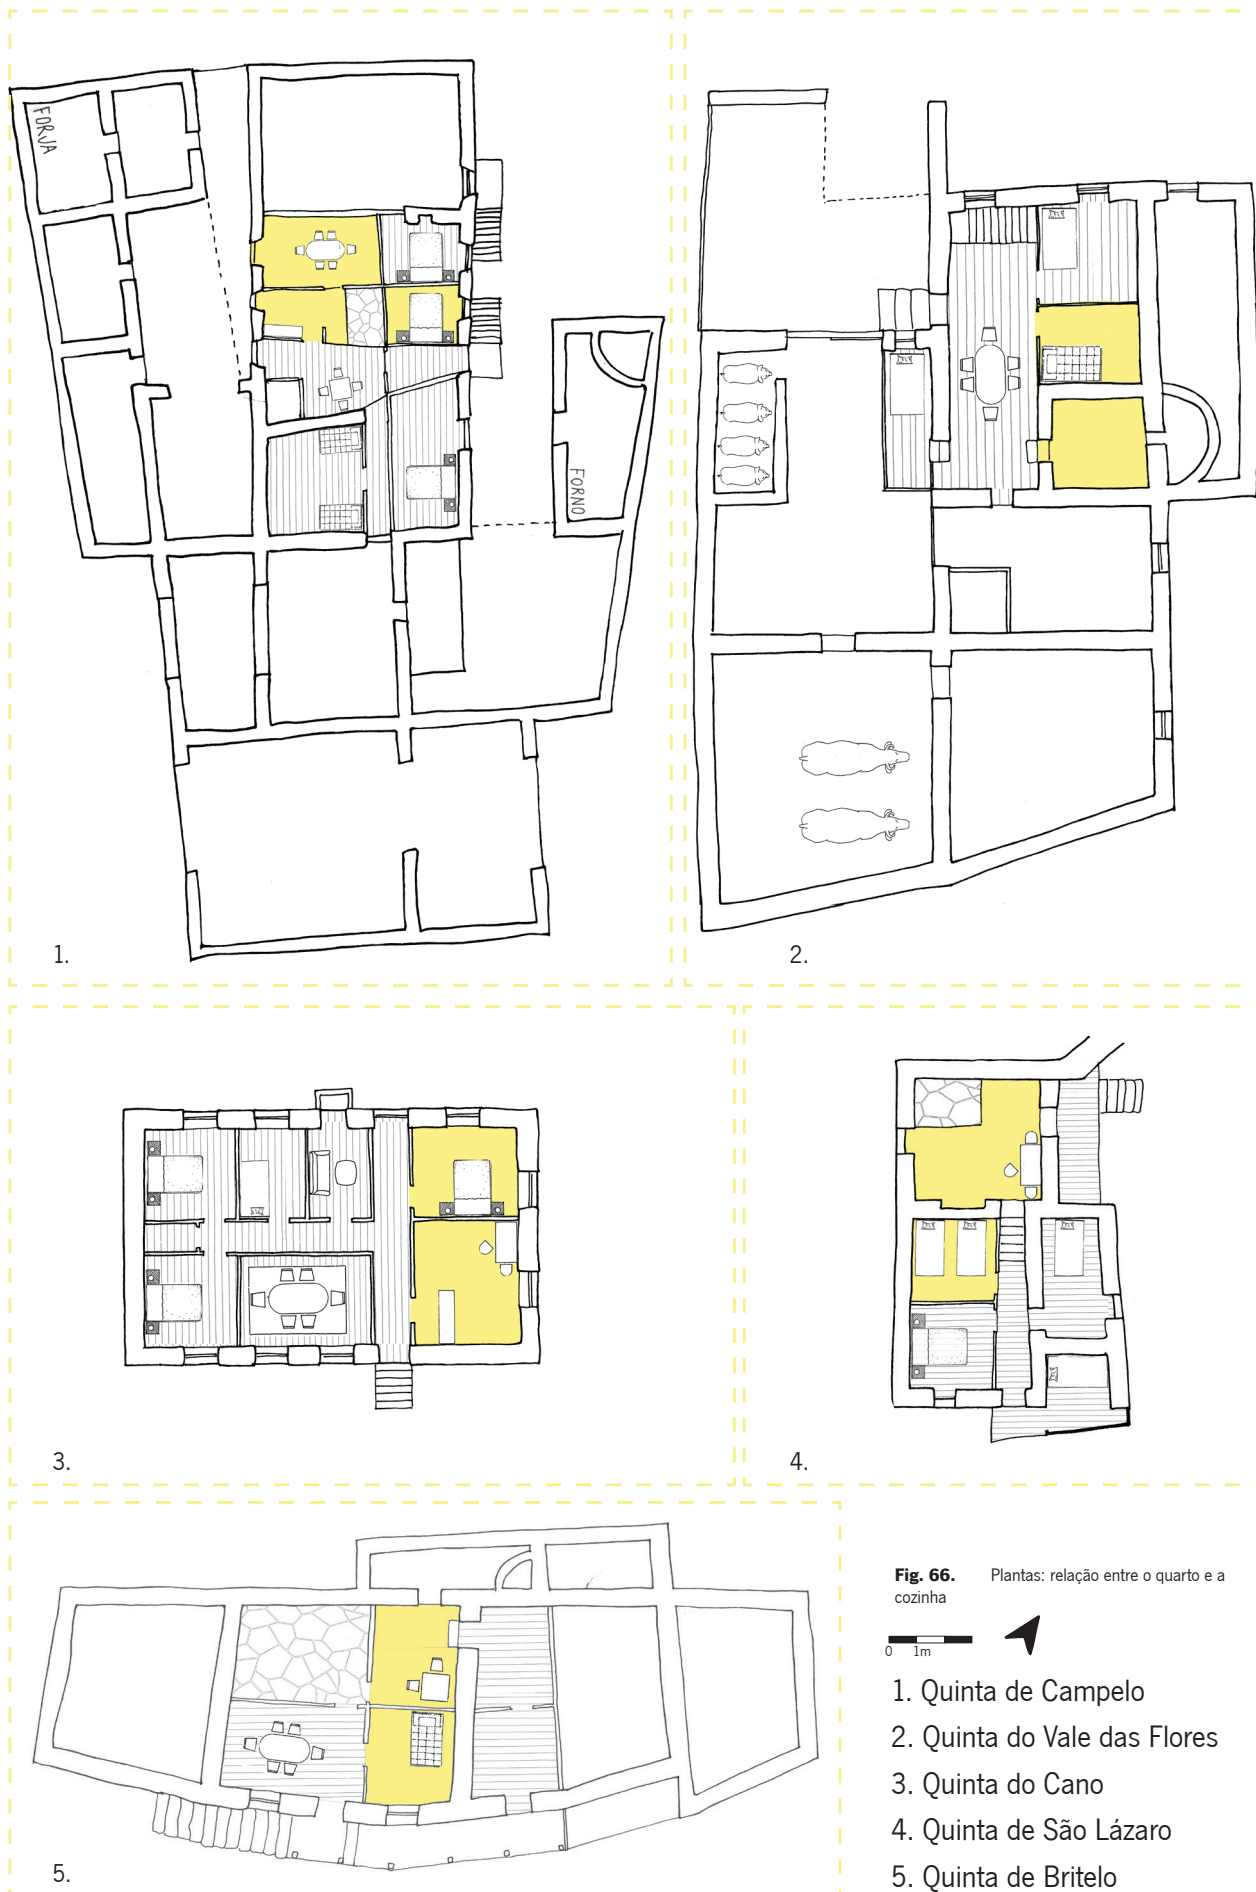 FORJA
FORNO
1.
2.
3.
4.
5.
Fig. 66. Plantas: relação entre o quarto e a
cozinha
0 1m
1. Quinta de Campelo
2. Quinta do Vale das Flores
3. Quinta do Cano
4. Quinta de São Lázaro
5. Quinta de Britelo